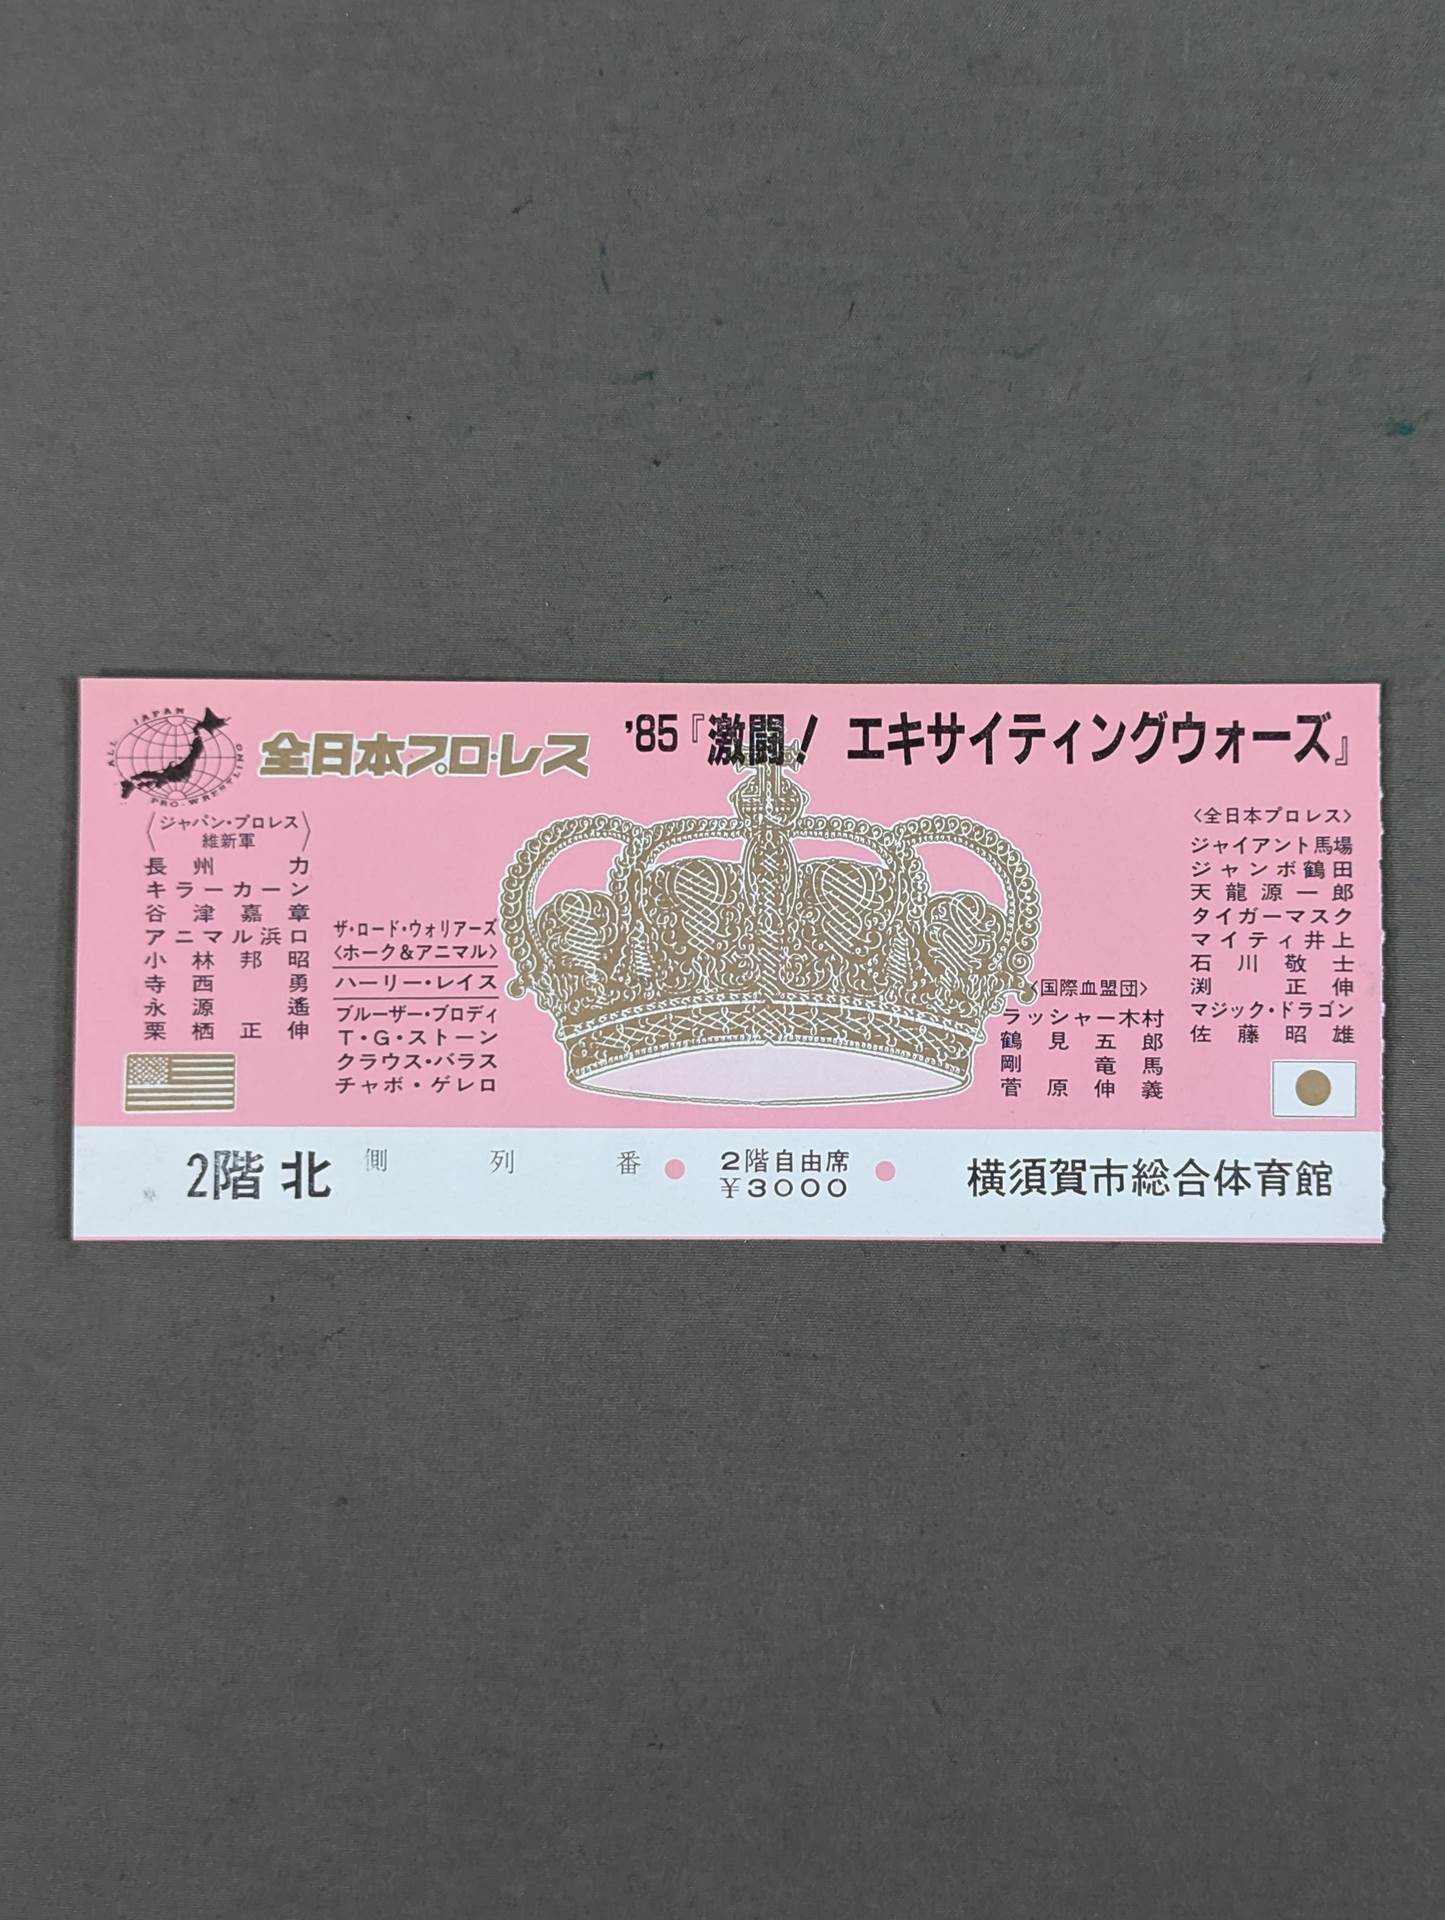 ALL JAPAN PRO-WRESTLING
全日本プロ・レス
'85『激闘！ エキサイティングウォーズ』
〈ジャパン・プロレス維新軍〉
長州力
キラーカーン
谷津嘉章
アニマル浜口
小林邦昭
寺西勇
永源遙
栗栖正伸
ザ・ロード・ウォリアーズ
〈ホーク&アニマル〉
ハーリー・レイス
ブルーザー・ブロディ
T・G・ストーン
クラウス・バラス
チャボ・ゲレロ
〈国際血盟団〉
ラッシャー木村
鶴見五郎
剛竜馬
菅原伸義
〈全日本プロレス〉
ジャイアント馬場
ジャンボ鶴田
天龍源一郎
タイガーマスク
マイティ井上
石川敬士
渕正伸
マジック・ドラゴン
佐藤昭雄
2階 北 側 列 番
2階自由席
¥3000
横須賀市総合体育館